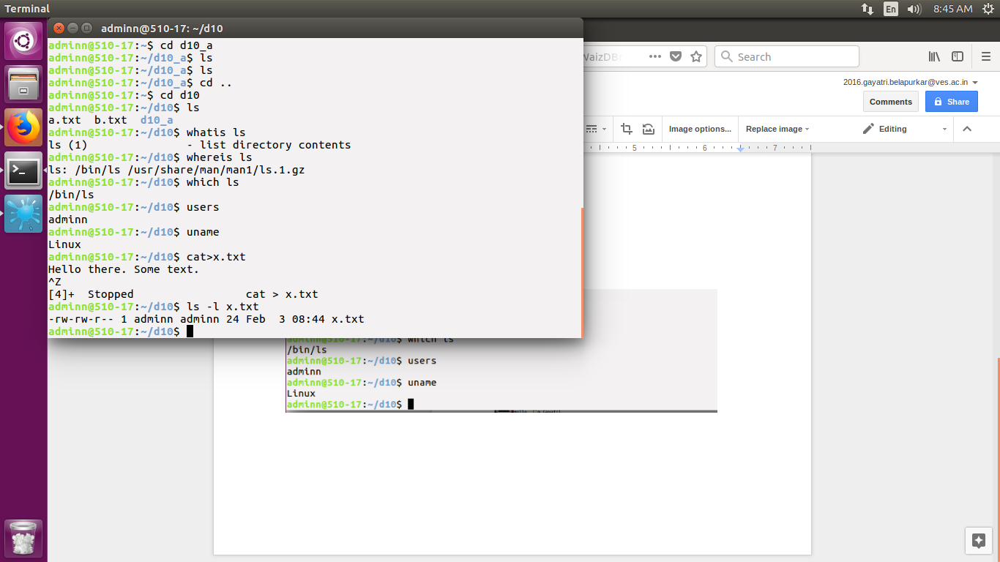 Terminal
En
8:45 AM
adminn@510-17: ~/d10
adminn@510-17:~$ cd d10_a
adminn@510-17:~/d10_a$ ls
adminn@510-17:~/d10_a$ ls
adminn@510-17:~/d10_a$ cd ..
adminn@510-17:~$ cd d10
adminn@510-17:~/d10$ ls
a.txt  b.txt  d10_a
adminn@510-17:~/d10$ whatis ls
ls (1)               - list directory contents
adminn@510-17:~/d10$ whereis ls
ls: /bin/ls /usr/share/man/man1/ls.1.gz
adminn@510-17:~/d10$ which ls
/bin/ls
adminn@510-17:~/d10$ users
adminn
adminn@510-17:~/d10$ uname
Linux
adminn@510-17:~/d10$ cat>x.txt
Hello there. Some text.
^Z
[4]+  Stopped                 cat > x.txt
adminn@510-17:~/d10$ ls -l x.txt
-rw-rw-r-- 1 adminn adminn 24 Feb  3 08:44 x.txt
adminn@510-17:~/d10$
Search
2016.gayatri.belapurkar@ves.ac.in
Comments
Share
Image options...
Replace image
Editing
5 6 7
which ls
/bin/ls
adminn@510-17:~/d10$ users
adminn
adminn@510-17:~/d10$ uname
Linux
adminn@510-17:~/d10$